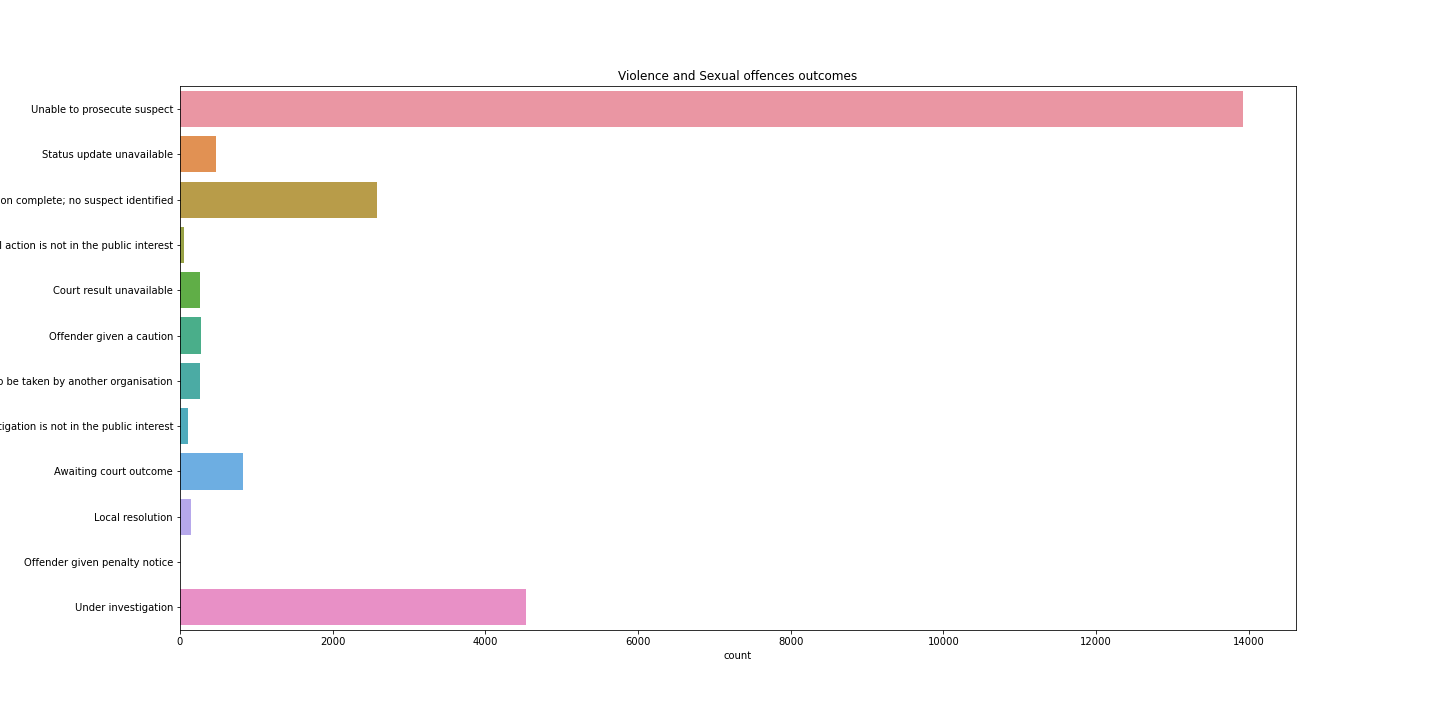 Violence and Sexual offences outcomes
Unable to prosecute suspect
Status update unavailable
on complete; no suspect identified
action is not in the public interest
Court result unavailable
Offender given a caution
be taken by another organisation
tigation is not in the public interest
Awaiting court outcome
Local resolution
Offender given penalty notice
Under investigation
0 2000 4000 6000 8000 10000 12000 14000
count